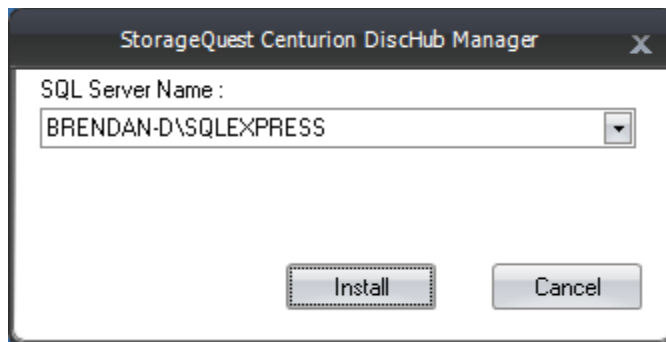 StorageQuest Centurion DiscHub Manager
SQL Server Name :
BRENDAN-D\SQLEXPRESS
Install
Cancel